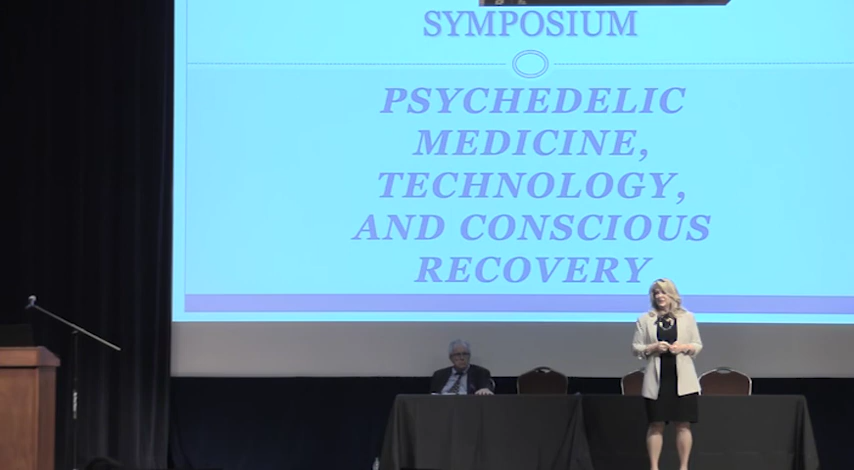 SYMPOSIUM
PSYCHEDELIC
MEDICINE,
TECHNOLOGY,
AND CONSCIOUS
RECOVERY